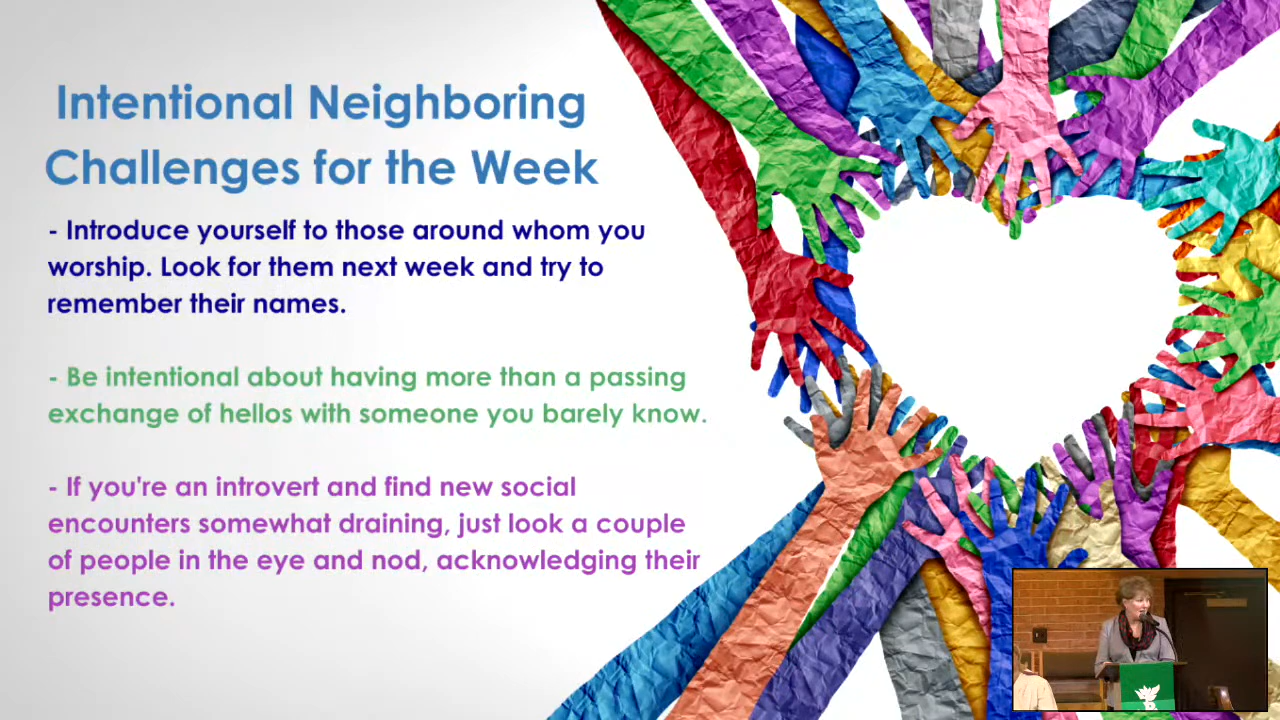 Intentional Neighboring
Challenges for the Week
- Introduce yourself to those around whom you
worship. Look for them next week and try to
remember their names.
- Be intentional about having more than a passing
exchange of hellos with someone you barely know.
- If you're an introvert and find new social
encounters somewhat draining, just look a couple
of people in the eye and nod, acknowledging their
presence.